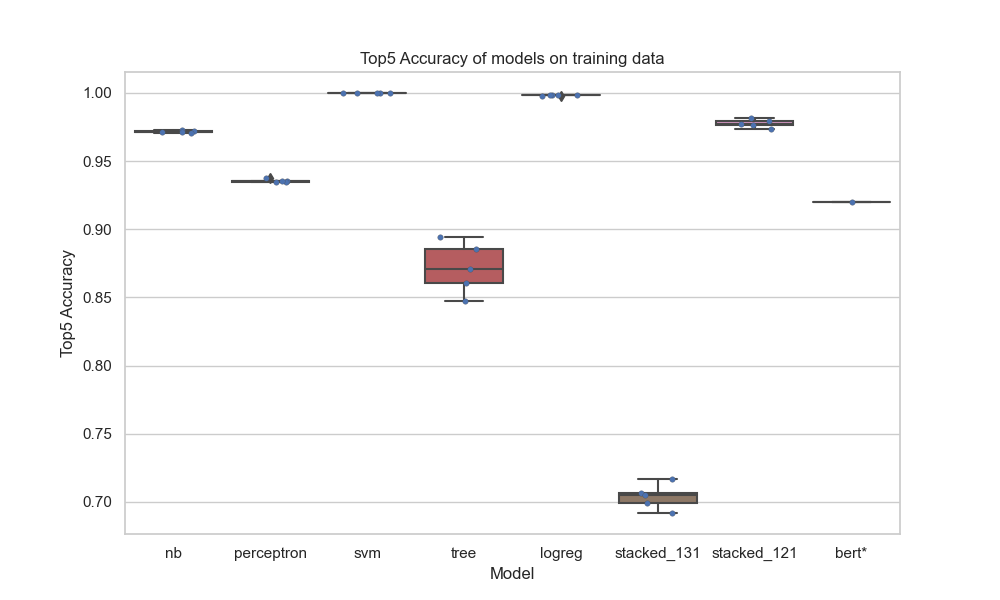 Top5 Accuracy of models on training data
Top5 Accuracy
1.00
0.95
0.90
0.85
0.80
0.75
0.70
nb perceptron svm tree logreg stacked_131 stacked_121 bert*
Model